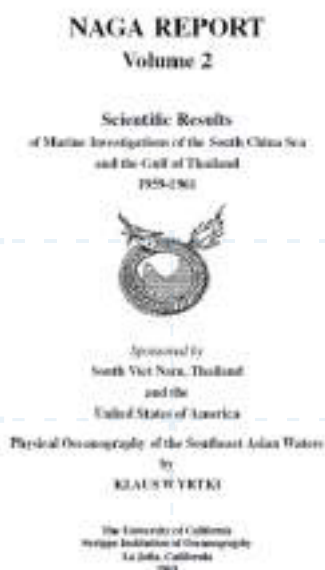 NAGA REPORT
Volume 2
Scientific Results
of Marine Investigations of the South China Sea
and the Gulf of Thailand
1959-1961
Sponsored by
South Viet Nam, Thailand
and the
United States of America
Physical Oceanography of the Southeast Asian Waters
by
KLAUS WYRTKI
The University of California
Scripps Institution of Oceanography
La Jolla, California